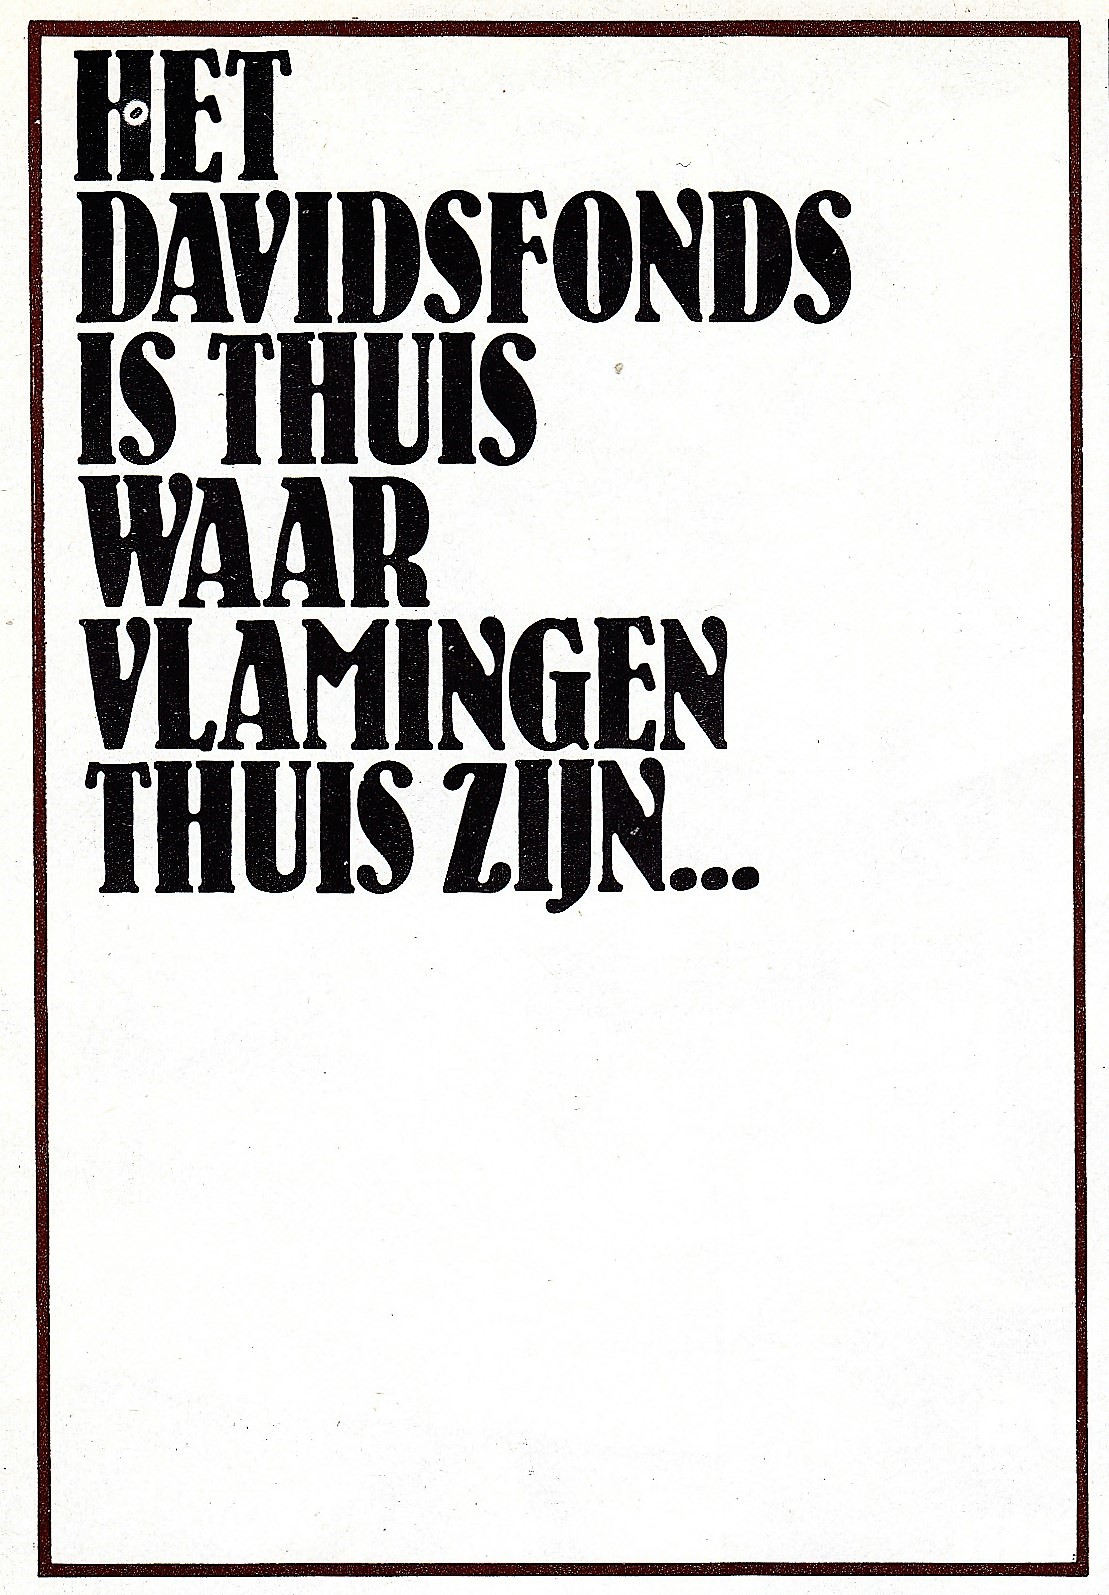 HET
DAVIDSFONDS
IS THUIS
WAAR
VLAMINGEN
THUIS ZIJN...